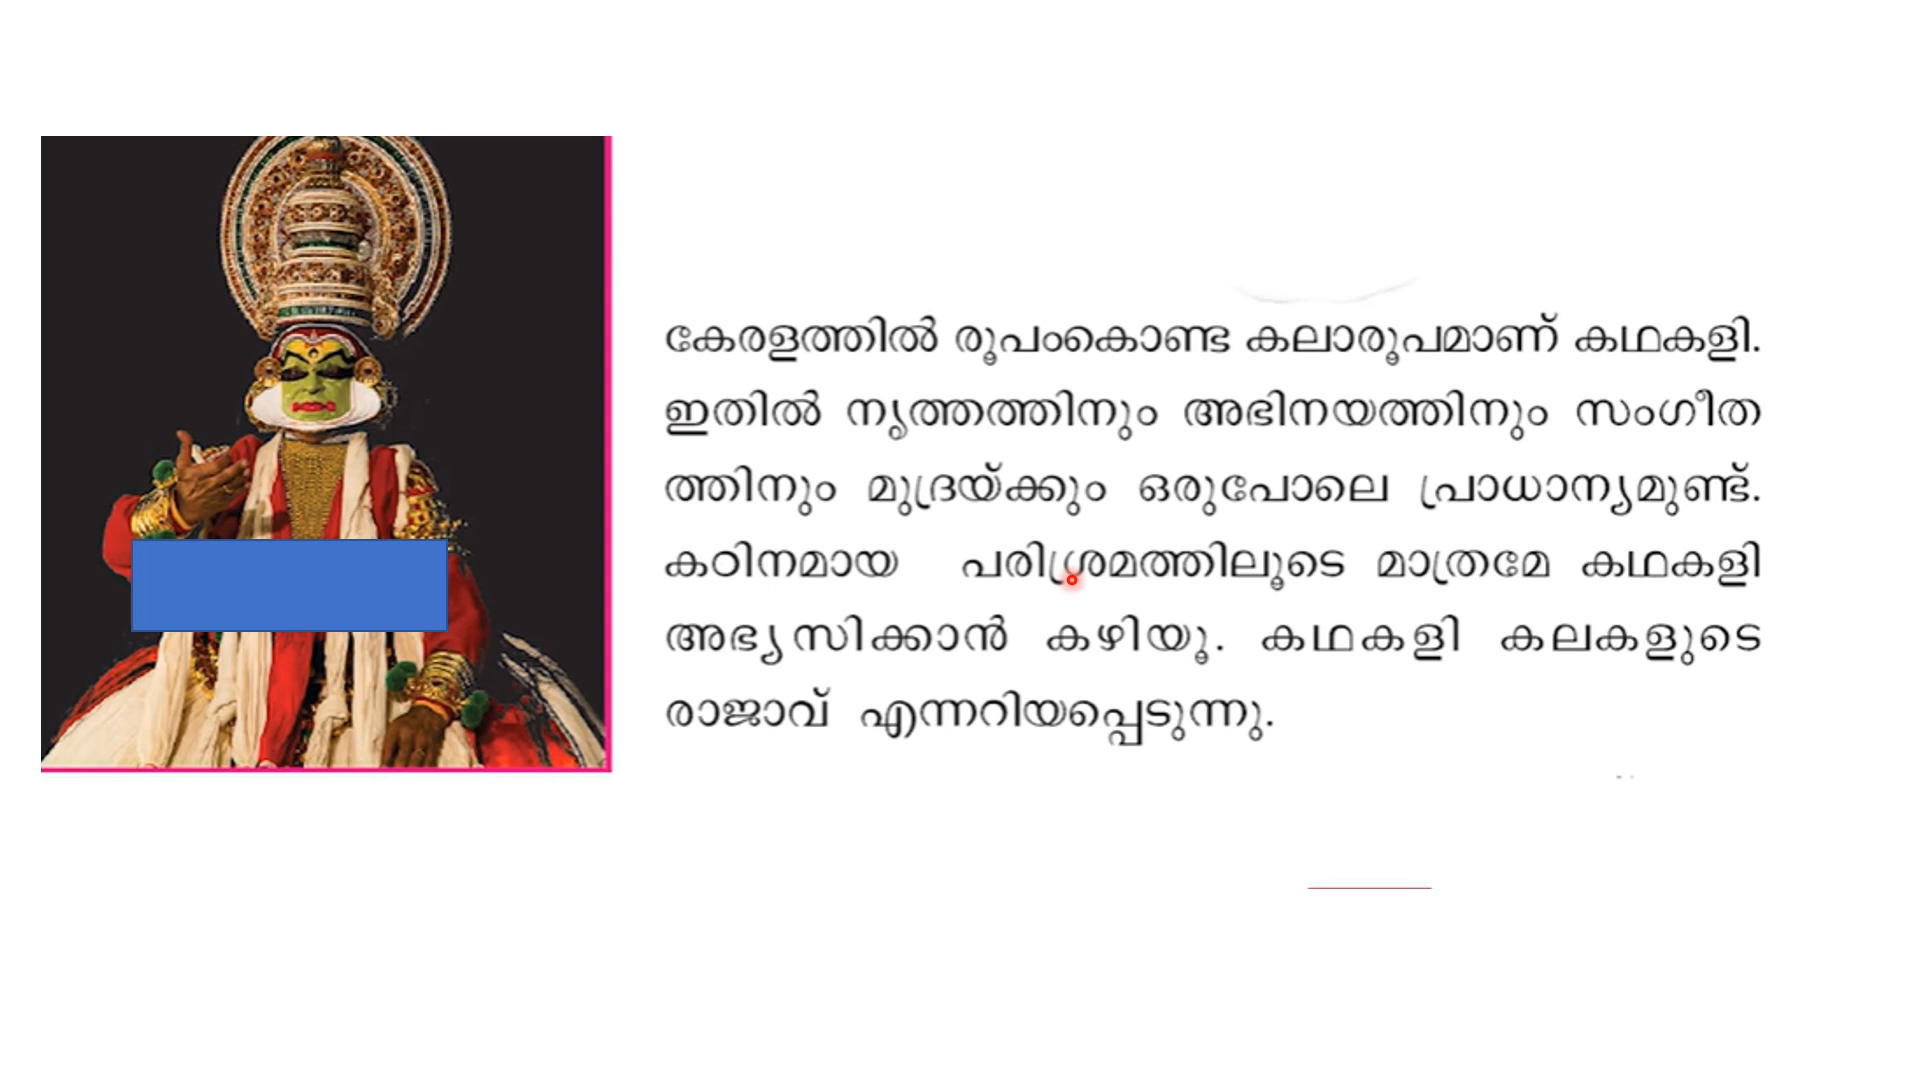 കേരളത്തിൽ രൂപംകൊണ്ട കലാരൂപമാണ് കഥകളി.
ഇതിൽ നൃത്തത്തിനും അഭിനയത്തിനും സംഗീത
ത്തിനും മുദ്രയ്ക്കും ഒരുപോലെ പ്രാധാന്യമുണ്ട്.
കഠിനമായ പരിശ്രമത്തിലൂടെ മാത്രമേ കഥകളി
അഭ്യസിക്കാൻ കഴിയൂ. കഥകളി കലകളുടെ
രാജാവ് എന്നറിയപ്പെടുന്നു.